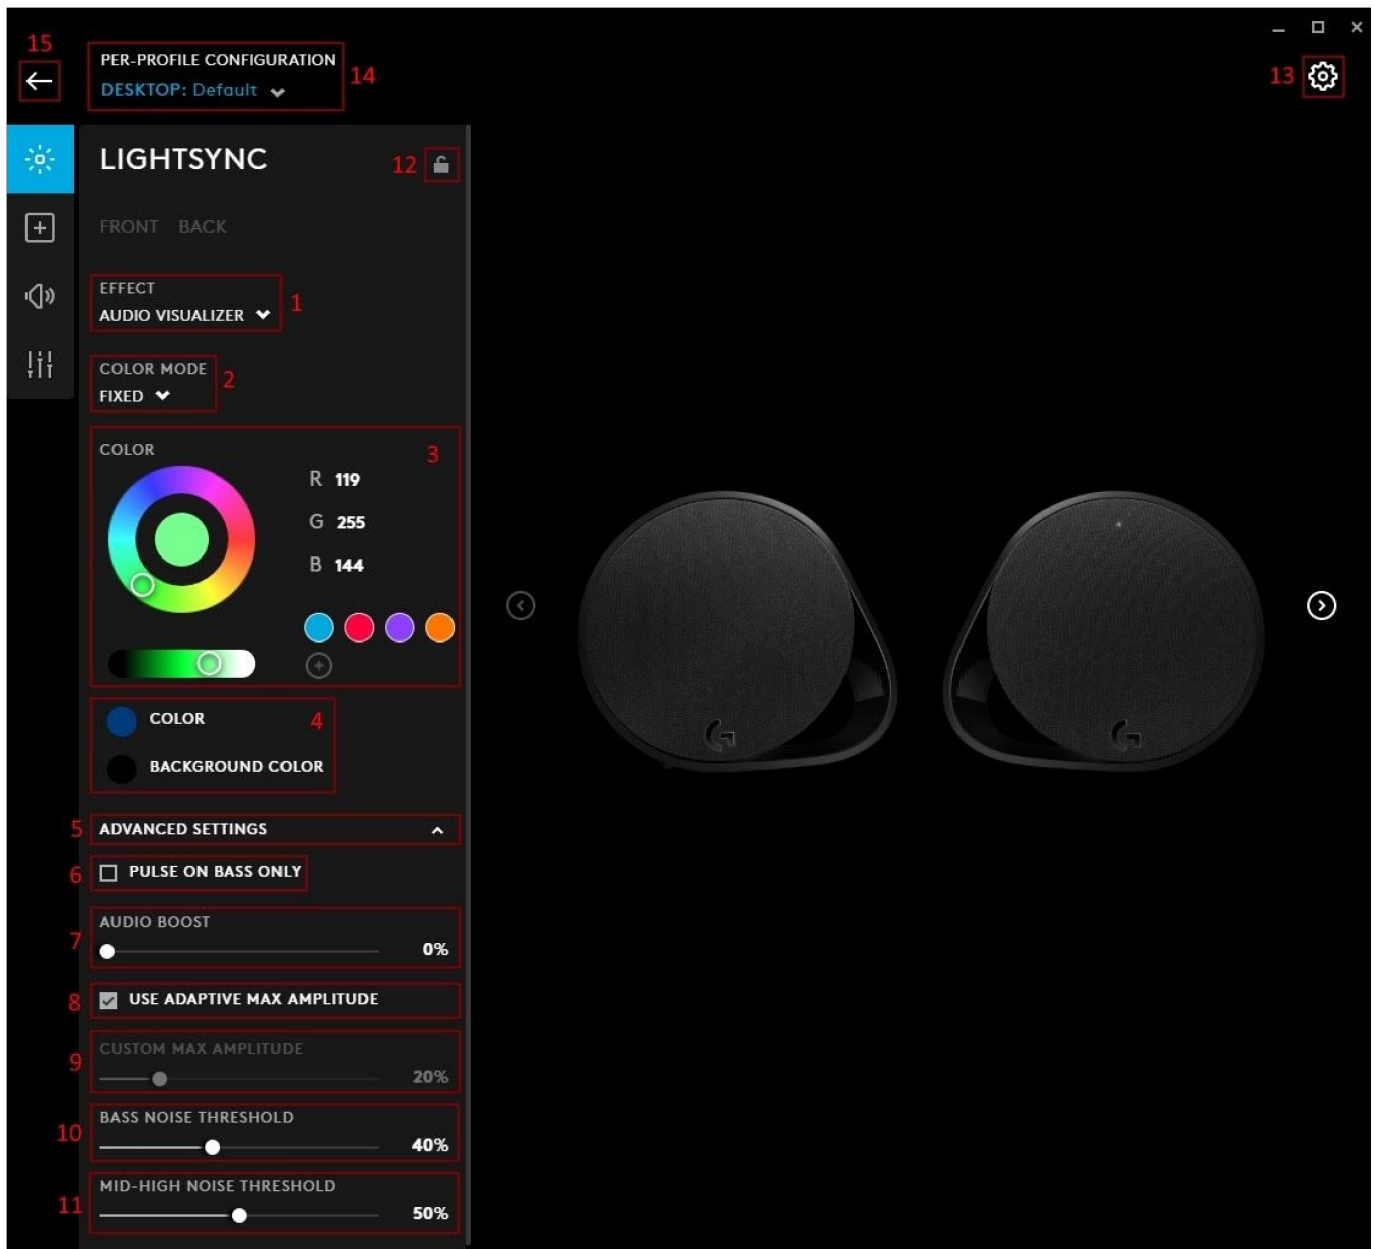 15
PER-PROFILE CONFIGURATION
DESKTOP: Default
14
13
LIGHTSYNC
12
FRONT BACK
EFFECT
AUDIO VISUALIZER
1
COLOR MODE
FIXED
2
COLOR
3
R 119
G 255
B 144
COLOR
4
BACKGROUND COLOR
5 ADVANCED SETTINGS
6 PULSE ON BASS ONLY
AUDIO BOOST
7
0%
8 USE ADAPTIVE MAX AMPLITUDE
CUSTOM MAX AMPLITUDE
9
20%
BASS NOISE THRESHOLD
10
40%
MID-HIGH NOISE THRESHOLD
11
50%